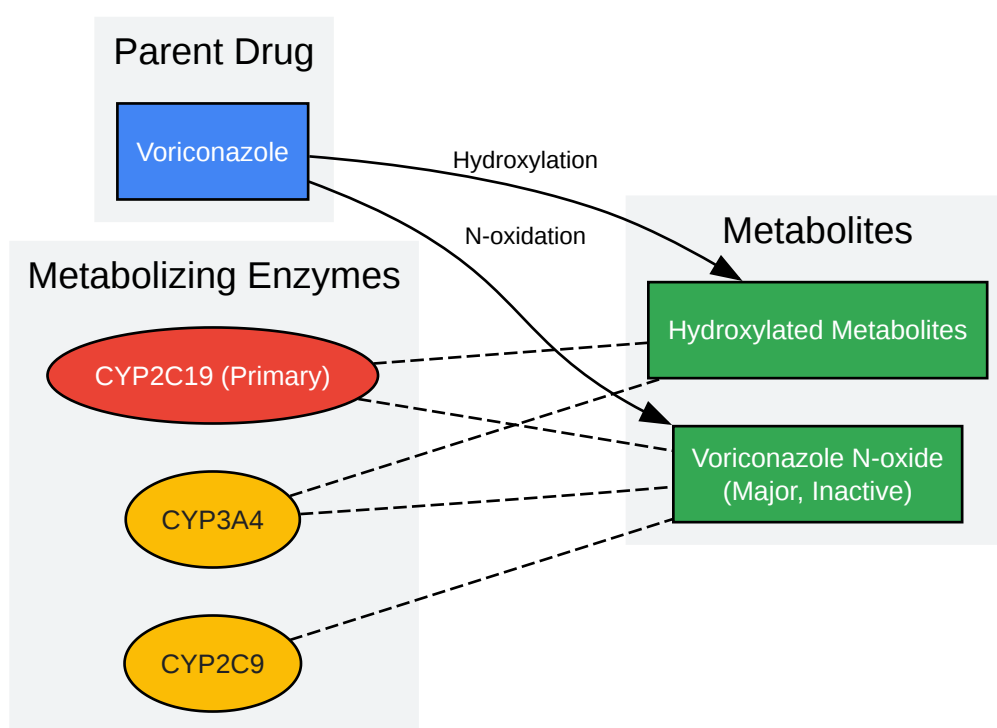 Parent Drug
Voriconazole
Hydroxylation
N-oxidation
Metabolites
Metabolizing Enzymes
Hydroxylated Metabolites
CYP2C19 (Primary)
Voriconazole N-oxide
(Major, Inactive)
CYP3A4
CYP2C9